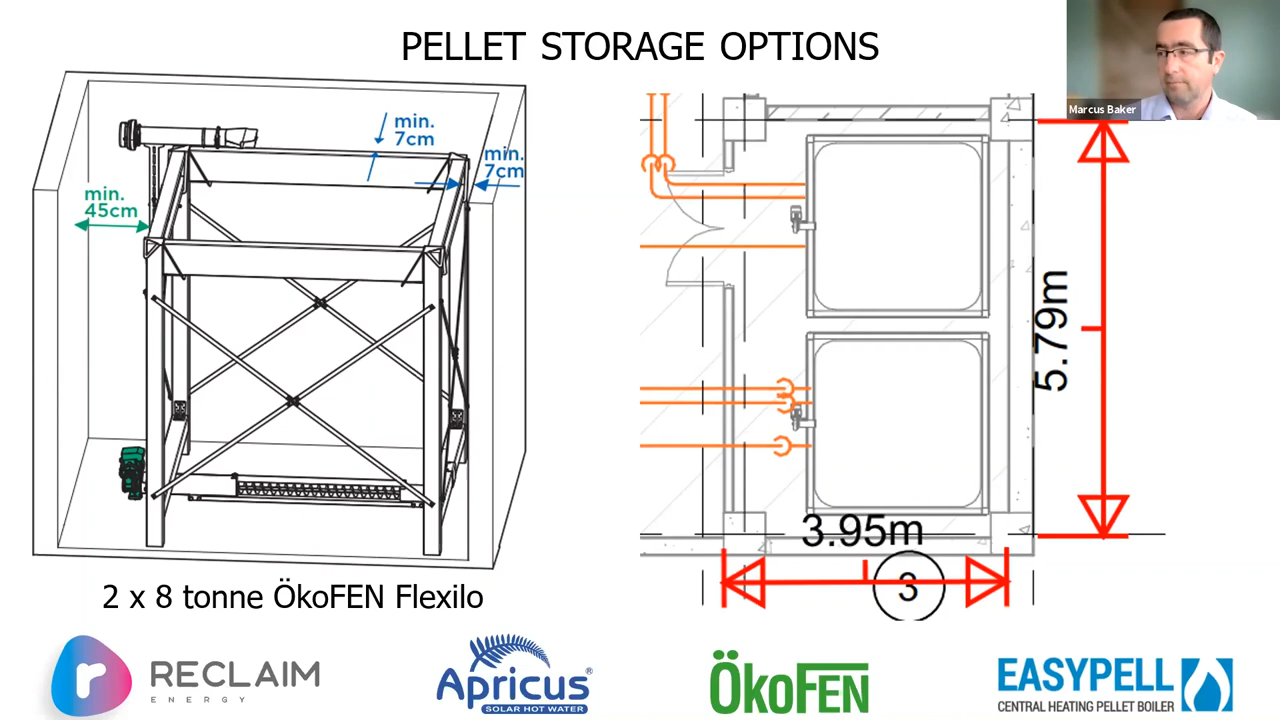 PELLET STORAGE OPTIONS
Marcus Baker
min.
7cm
min.
7cm
min.
45cm
5.79m
3.95m
3
2 x 8 tonne ÖkoFEN Flexilo
r
RECLAIM
ENERGY
Apricus®
SOLAR HOT WATER
ÖkoFEN
EASYPELL
CENTRAL HEATING PELLET BOILER